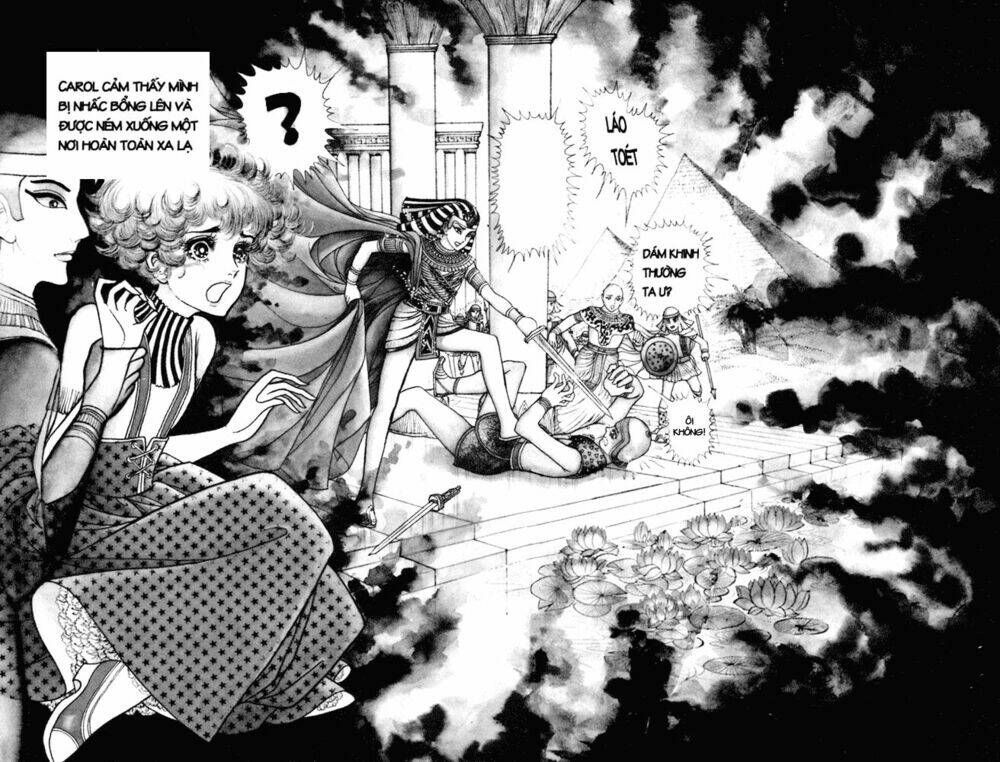 CAROL CẢM THẤY MÌNH
BỊ NHẤC BỔNG LÊN VÀ
ĐƯỢC NÉM XUỐNG MỘT
NƠI HOÀN TOÀN XA LẠ
?
LÁO
TOÉT
DÁM KHINH
THƯỜNG
TA Ư?
ÔI
KHÔNG!